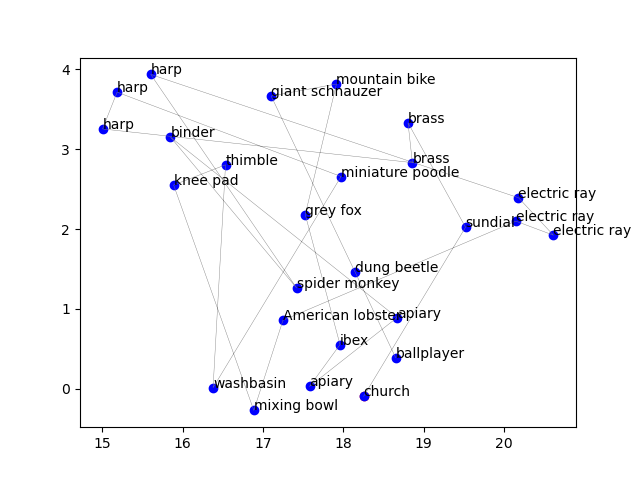 4
harp
harp
mountain bike
giant schnauzer
harp
binder
brass
3
thimble
brass
knee pad
miniature poodle
electric ray
2
grey fox
sundial
electric ray
electric ray
dung beetle
spider monkey
1
American lobster
apiary
ibex
ballplayer
0
washbasin
apiary
church
mixing bowl
15 16 17 18 19 20